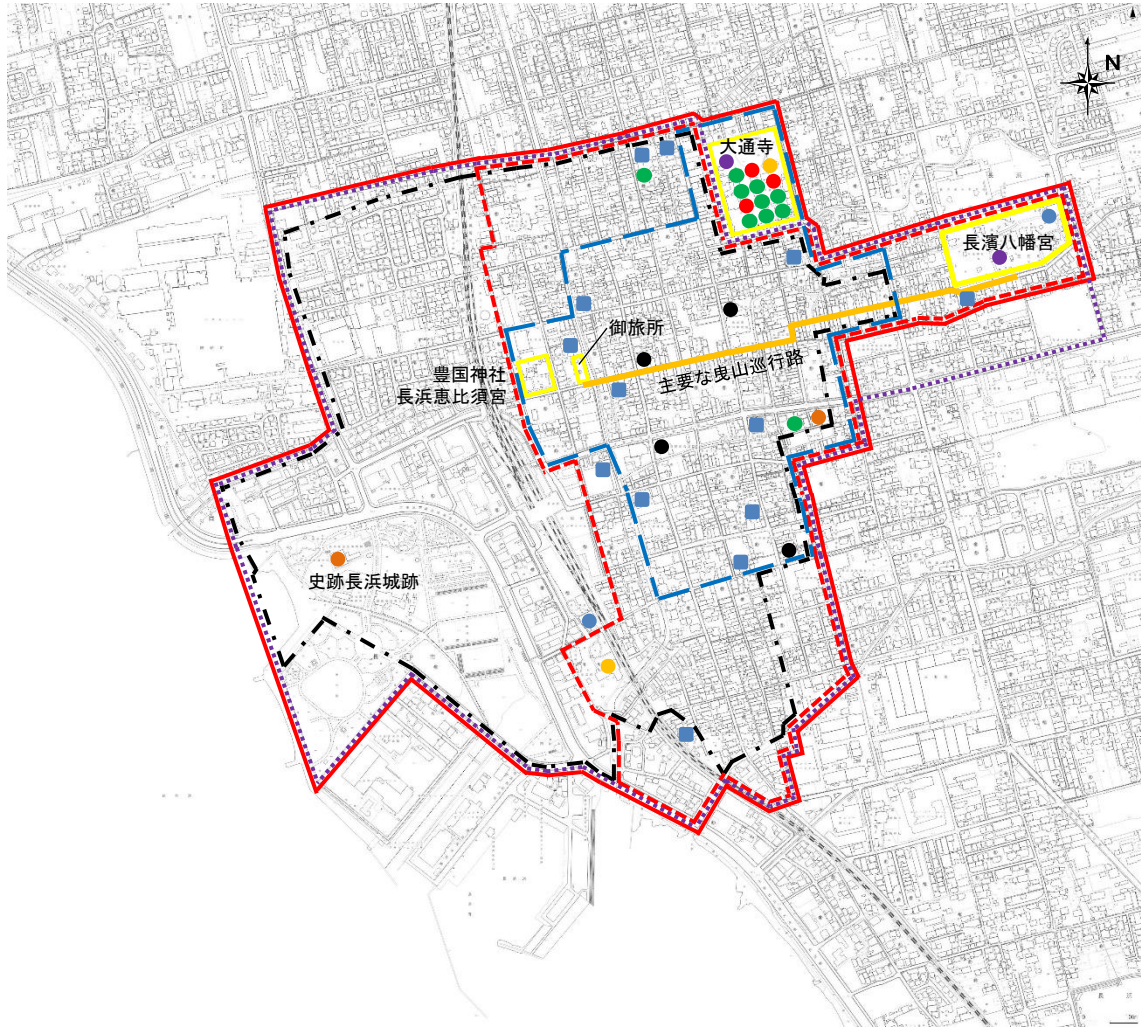 N
大通寺
長濱八幡宮
御旅所
主要な曳山巡行路
豊国神社
長浜恵比須宮
史跡長浜城跡